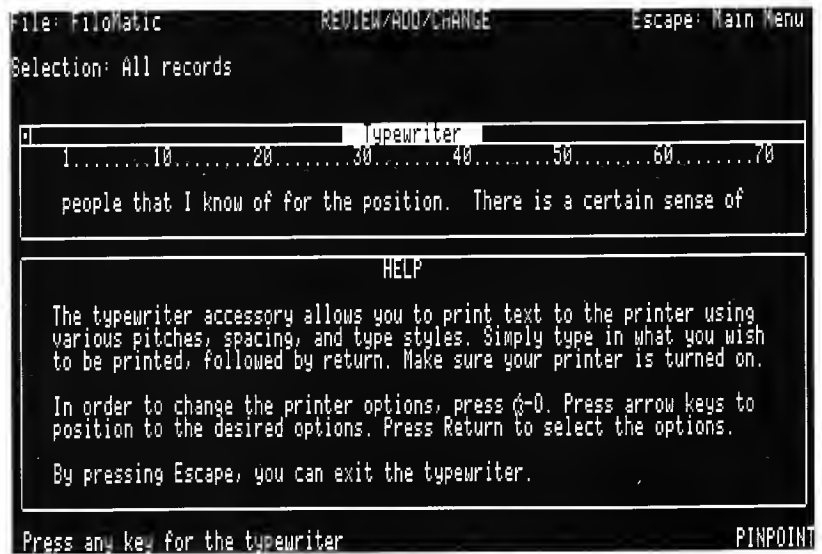 File: FiloMatic REVIEW/ADD/CHANGE Escape: Main Menu
Selection: All records
Typewriter
1........10........20........30........40........50........60........70
people that I know of for the position.  There is a certain sense of
HELP
The typewriter accessory allows you to print text to the printer using
various pitches, spacing, and type styles. Simply type in what you wish
to be printed, followed by return. Make sure your printer is turned on.
In order to change the printer options, press -O. Press arrow keys to
position to the desired options. Press Return to select the options.
By pressing Escape, you can exit the typewriter.
Press any key for the typewriter PINPOINT